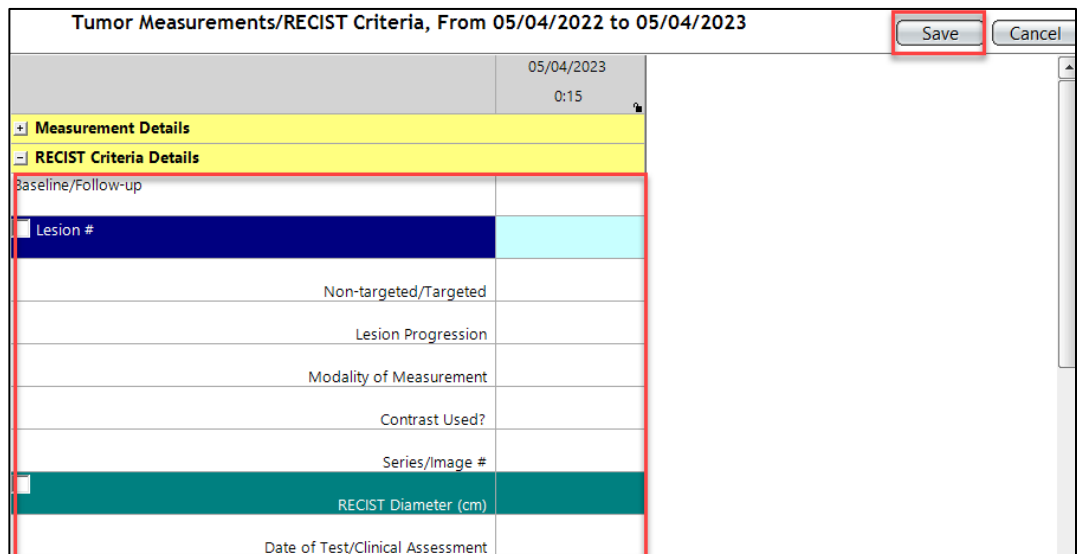 Tumor Measurements/RECIST Criteria, From 05/04/2022 to 05/04/2023
Save
Cancel
05/04/2023
0:15
Measurement Details
RECIST Criteria Details
Baseline/Follow-up
Lesion #
Non-targeted/Targeted
Lesion Progression
Modality of Measurement
Contrast Used?
Series/Image #
RECIST Diameter (cm)
Date of Test/Clinical Assessment